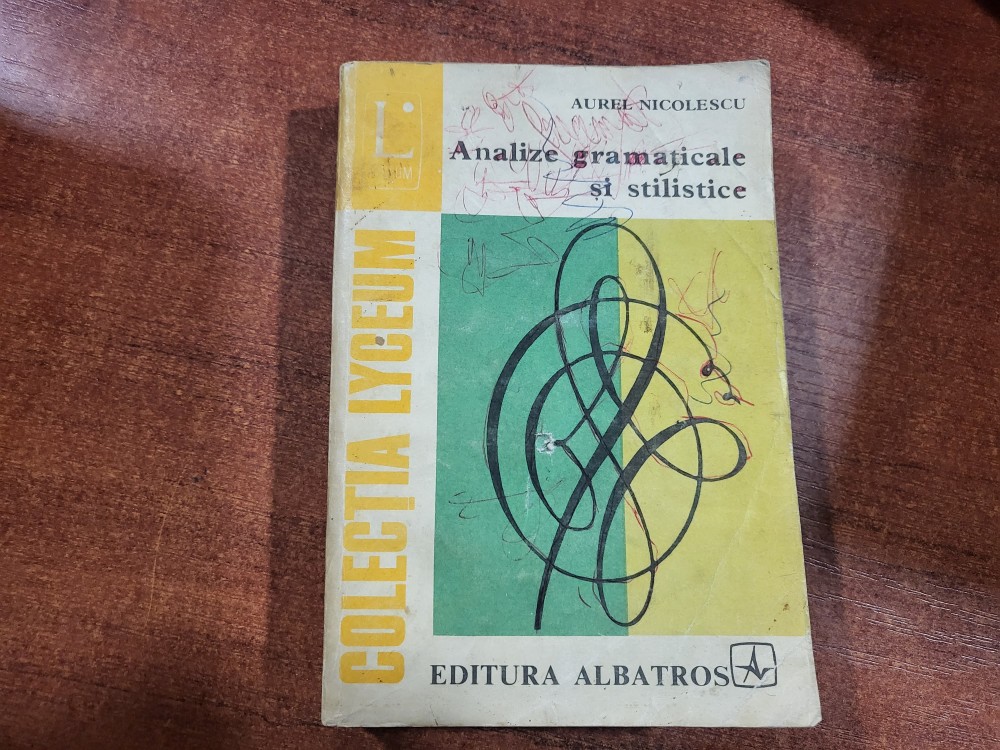 AUREL NICOLESCU
Analize gramaticale
și stilistice
COLECȚIA LYCEUM
EDITURA ALBATROS